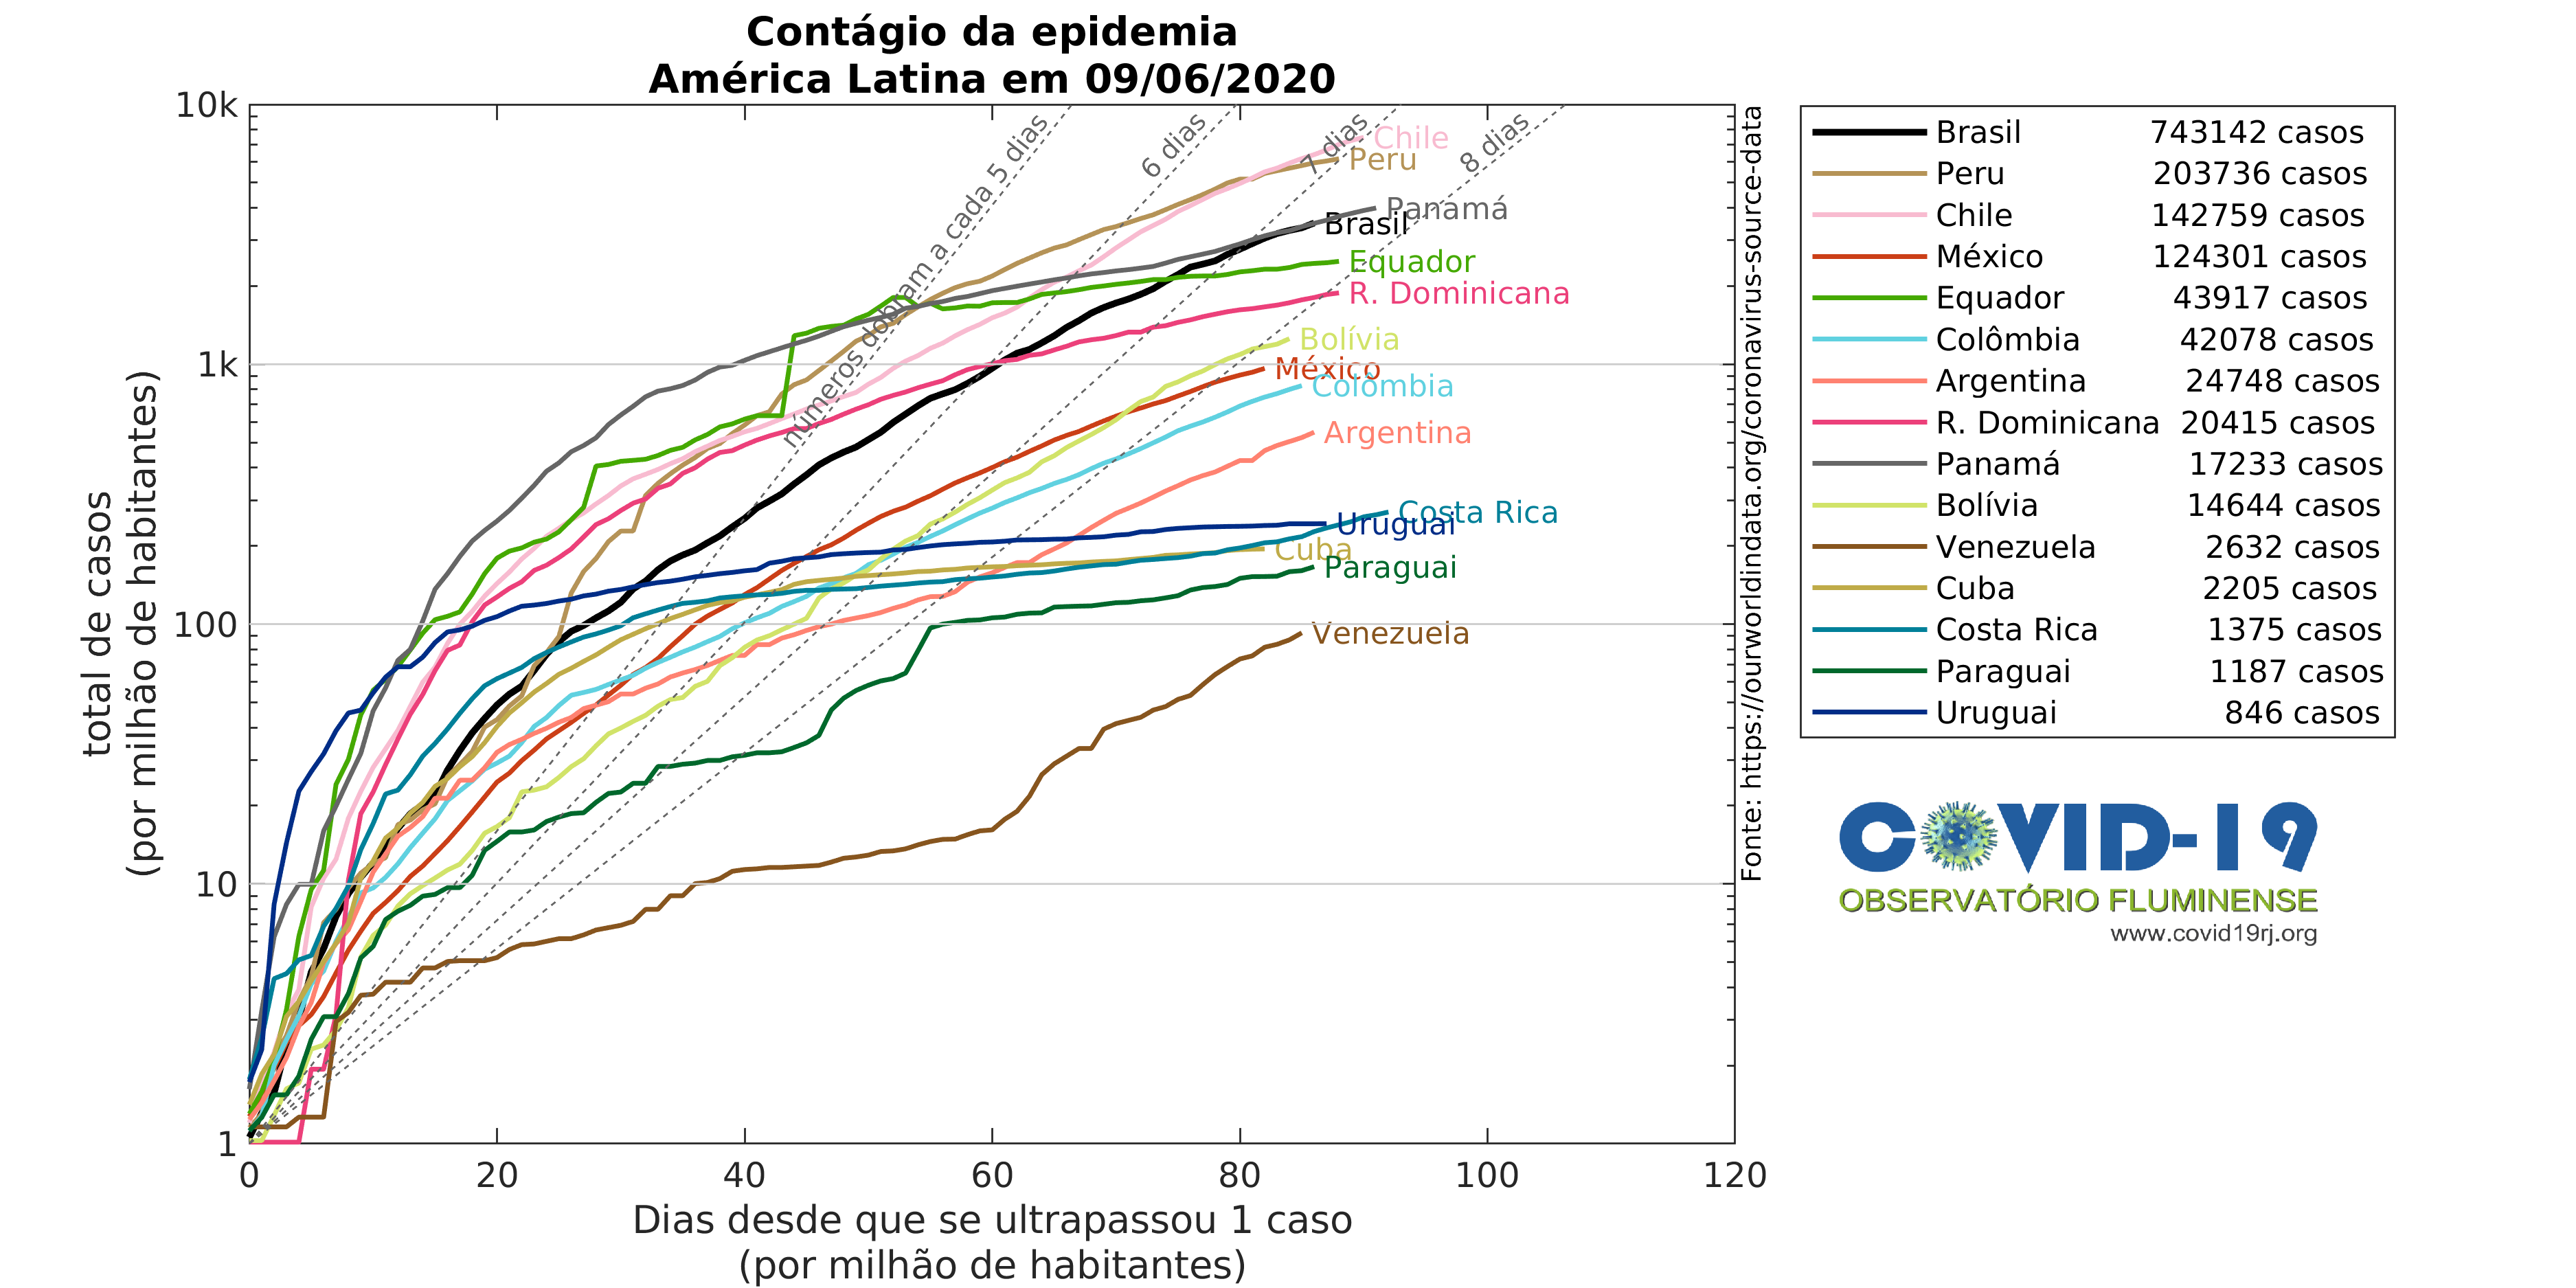 Contágio da epidemia
América Latina em 09/06/2020
total de casos
(por milhão de habitantes)
10k
1k
100
10
1
0 20 40 60 80 100 120
Dias desde que se ultrapassou 1 caso
(por milhão de habitantes)
números dobram a cada 5 dias
6 dias
7 dias
8 dias
Chile
Peru
Panamá
Brasil
Equador
R. Dominicana
Bolívia
México
Colômbia
Argentina
Costa Rica
Uruguai
Cuba
Paraguai
Venezuela
Fonte: https://ourworldindata.org/coronavirus-source-data
Brasil 743142 casos
Peru 203736 casos
Chile 142759 casos
México 124301 casos
Equador 43917 casos
Colômbia 42078 casos
Argentina 24748 casos
R. Dominicana 20415 casos
Panamá 17233 casos
Bolívia 14644 casos
Venezuela 2632 casos
Cuba 2205 casos
Costa Rica 1375 casos
Paraguai 1187 casos
Uruguai 846 casos
COVID-19
OBSERVATÓRIO FLUMINENSE
www.covid19rj.org